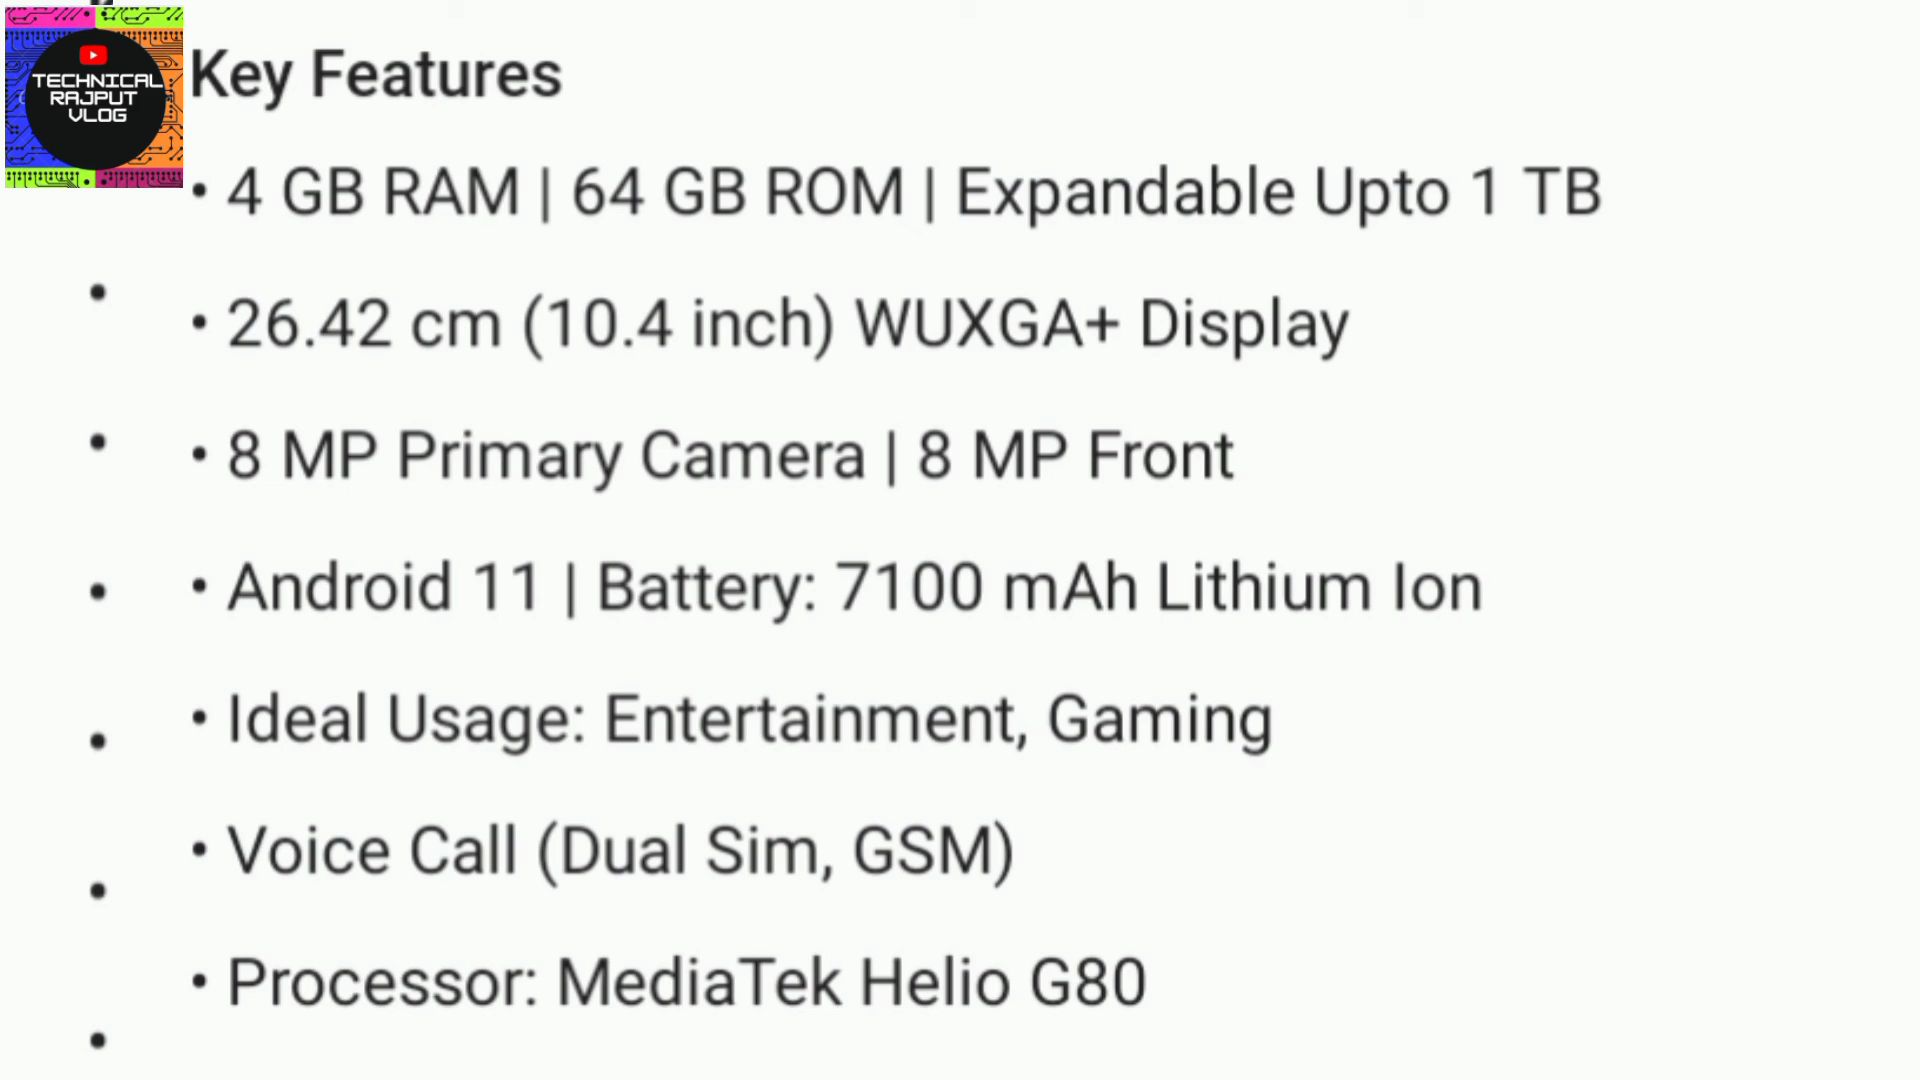 TECHNICAL
RAJPUT
VLOG
Key Features
• 4 GB RAM | 64 GB ROM | Expandable Upto 1 TB
• 26.42 cm (10.4 inch) WUXGA+ Display
• 8 MP Primary Camera | 8 MP Front
• Android 11 | Battery: 7100 mAh Lithium Ion
• Ideal Usage: Entertainment, Gaming
• Voice Call (Dual Sim, GSM)
• Processor: MediaTek Helio G80